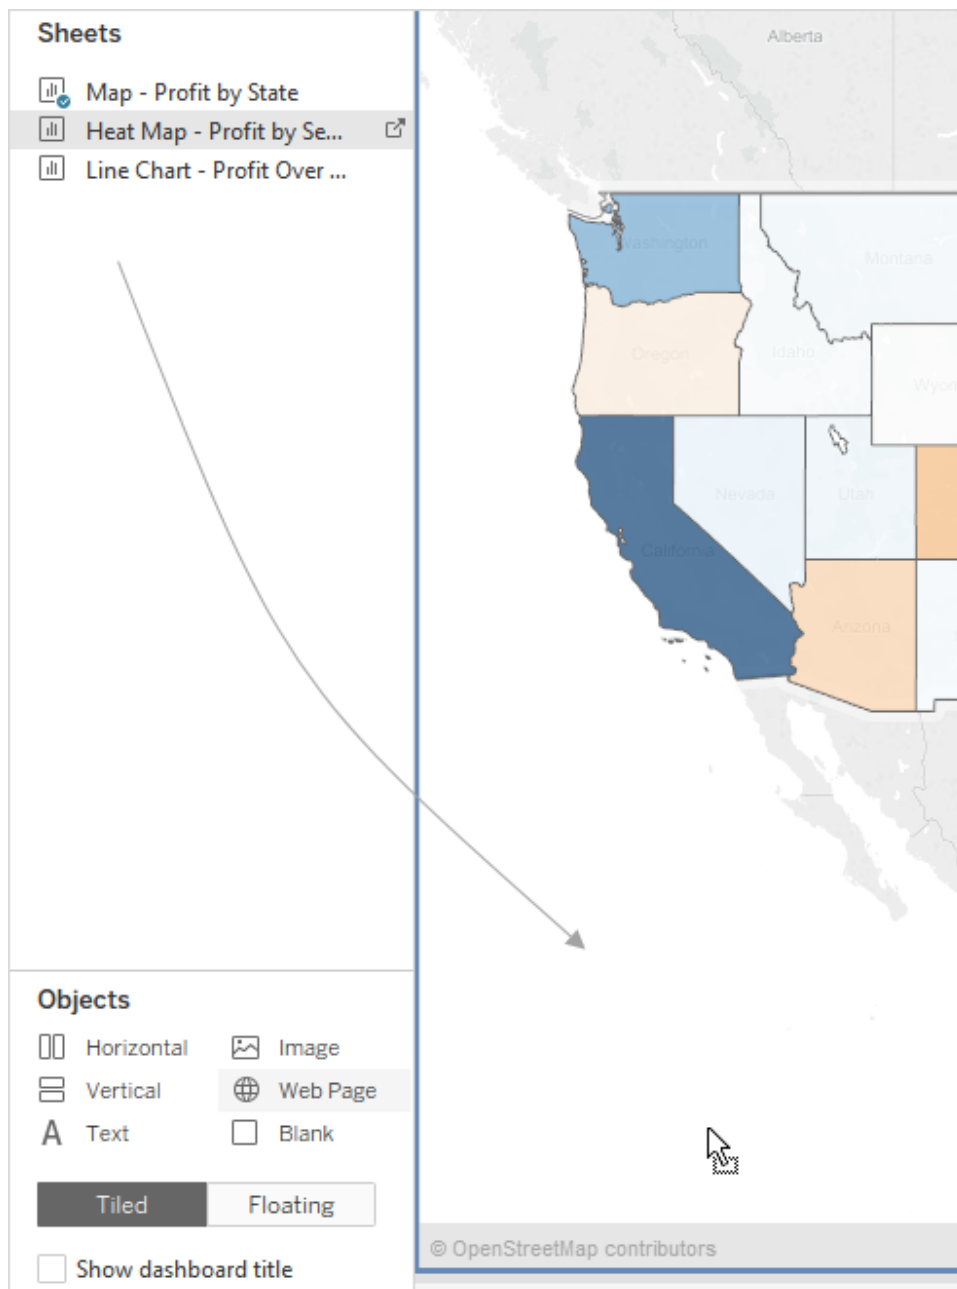 Sheets
Map - Profit by State
Heat Map - Profit by Se...
Line Chart - Profit Over ...
Alberta
Washington
Montana
Oregon
Idaho
Wyom
Nevada
Utah
California
Arizona
Objects
Horizontal
Image
Vertical
Web Page
Text
Blank
Tiled
Floating
Show dashboard title
© OpenStreetMap contributors